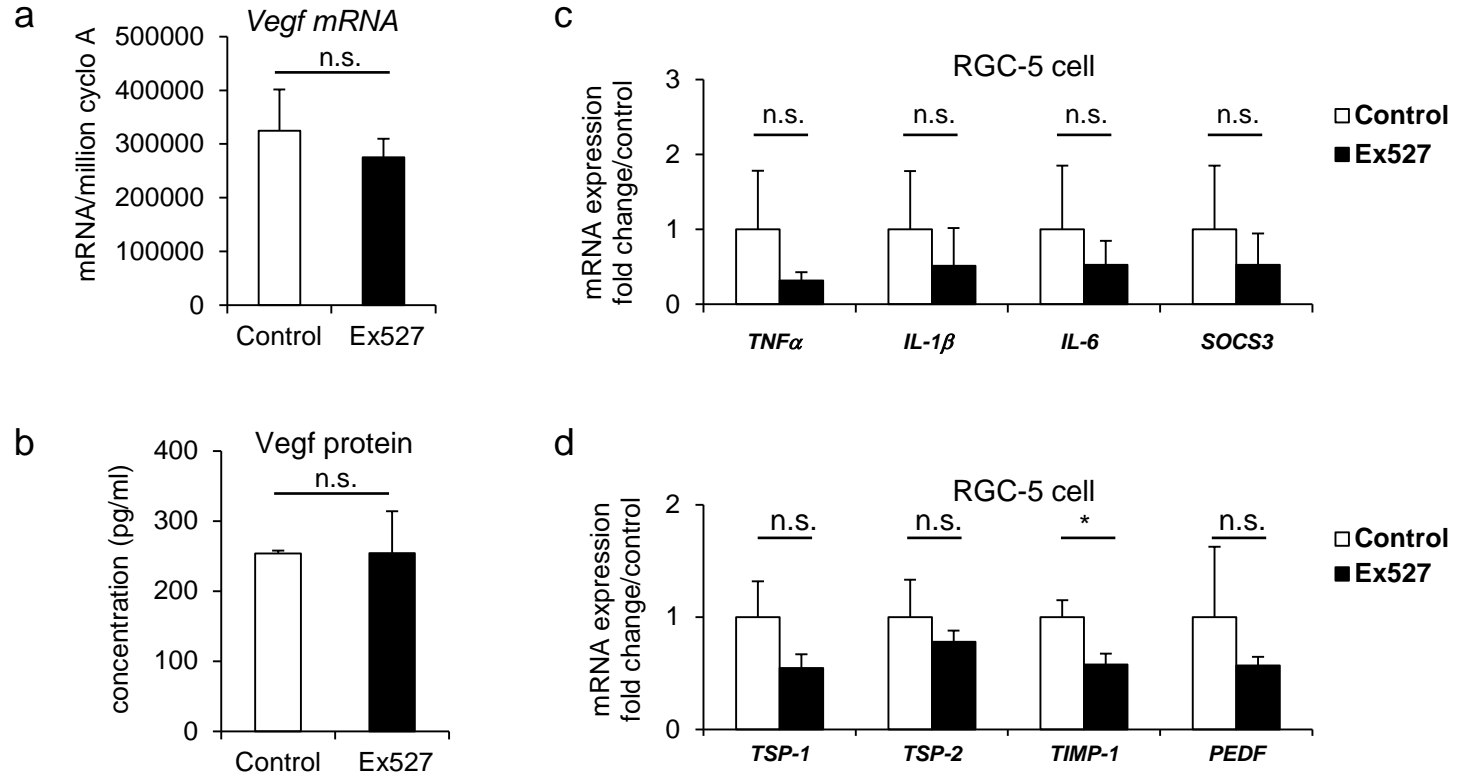 a
Vegf mRNA
mRNA/million cyclo A
500000
400000
300000
200000
100000
0
n.s.
Control Ex527
b
Vegf protein
concentration (pg/ml)
400
300
200
100
0
n.s.
Control Ex527
c
RGC-5 cell
mRNA expression
fold change/control
3
2
1
0
n.s. n.s. n.s. n.s.
TNFα IL-1β IL-6 SOCS3
Control
Ex527
d
RGC-5 cell
mRNA expression
fold change/control
2
1
0
n.s. n.s. * n.s.
TSP-1 TSP-2 TIMP-1 PEDF
Control
Ex527